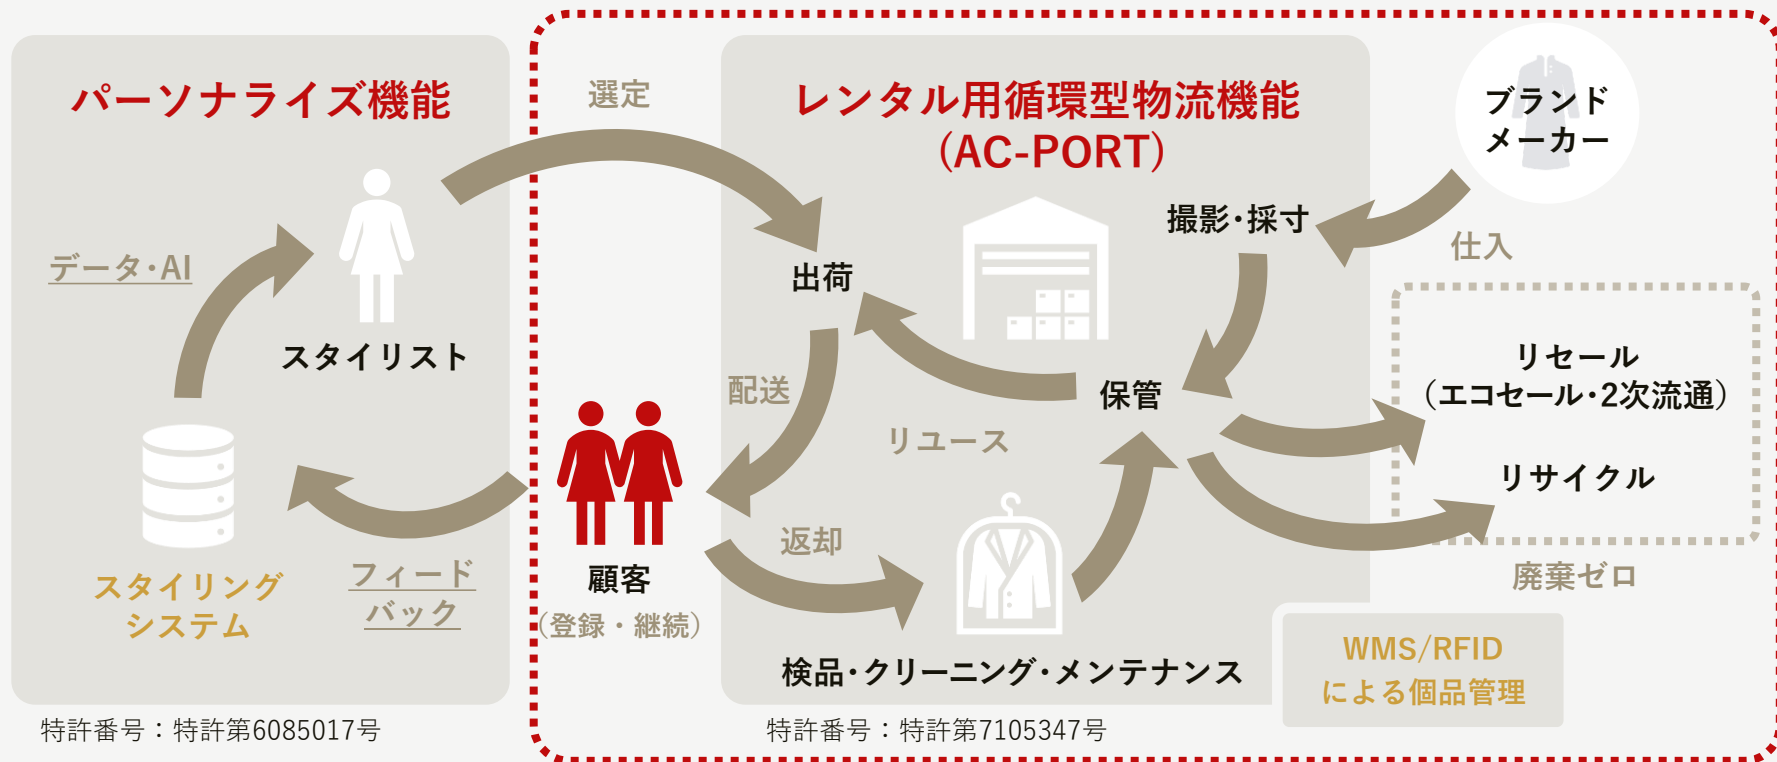 パーソナライズ機能
データ・AI
スタイリスト
スタイリング
システム
フィード
バック
特許番号：特許第6085017号
選定
レンタル用循環型物流機能
(AC-PORT)
ブランド
メーカー
撮影・採寸
仕入
出荷
配送
リユース
保管
リセール
（エコセール・2次流通）
リサイクル
廃棄ゼロ
顧客
（登録・継続）
返却
検品・クリーニング・メンテナンス
WMS/RFID
による個品管理
特許番号：特許第7105347号